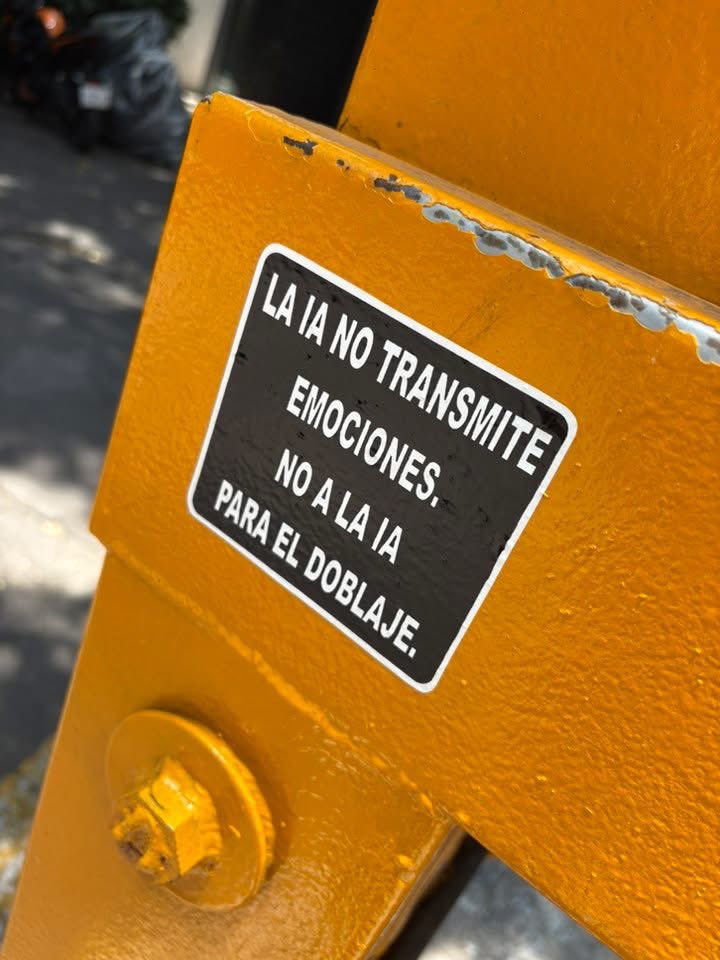 LA IA NO TRANSMITE
EMOCIONES.
NO A LA IA
PARA EL DOBLAJE.